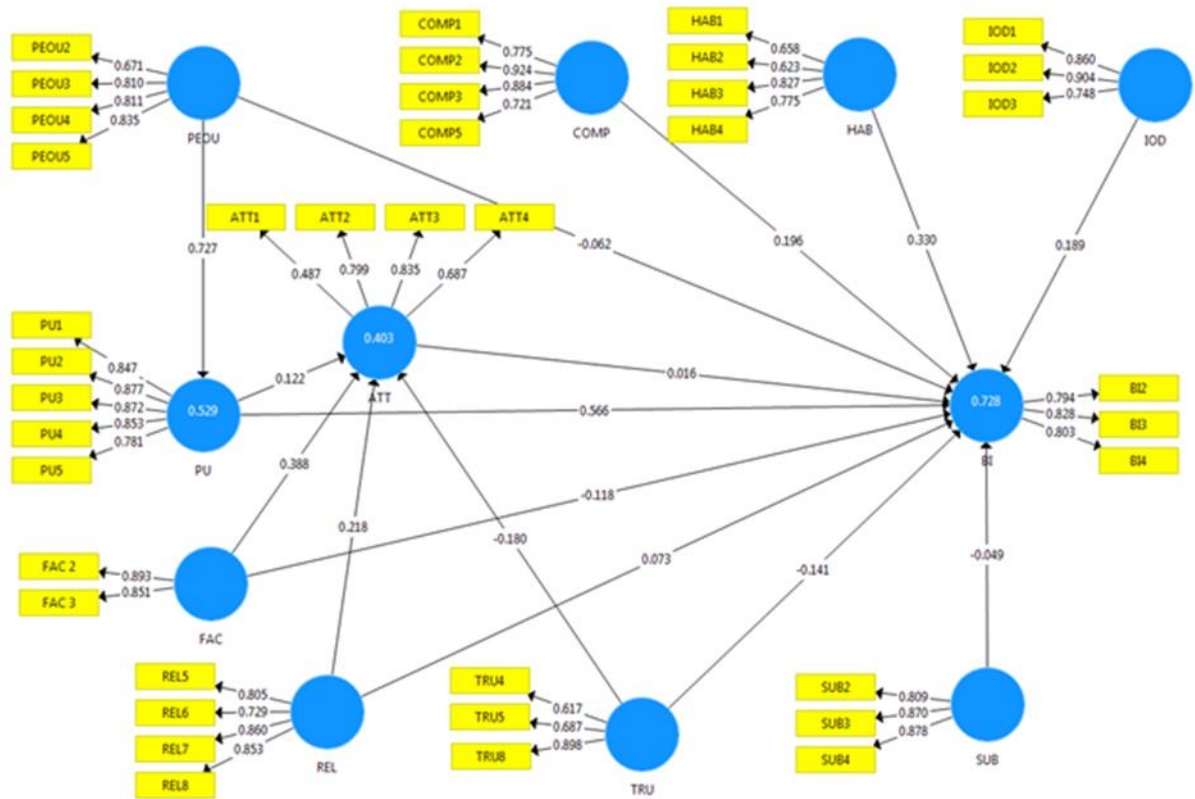 PEOU2
PEOU3
PEOU4
PEOU5
0.671
0.810
0.811
0.835
PEOU
COMP1
COMP2
COMP3
COMP5
0.775
0.924
0.884
0.721
COMP
HAB1
HAB2
HAB3
HAB4
0.658
0.623
0.827
0.775
HAB
IOD1
IOD2
IOD3
0.860
0.904
0.748
IOD
0.727
ATT1
ATT2
ATT3
ATT4
0.487
0.799
0.835
0.687
0.403
ATT
-0.062
0.196
0.330
0.189
PU1
PU2
PU3
PU4
PU5
0.847
0.877
0.872
0.853
0.781
0.529
PU
0.122
0.016
0.566
0.728
BI
0.794
0.828
0.803
BI2
BI3
BI4
0.388
0.218
-0.180
-0.118
0.073
-0.141
-0.049
FAC 2
FAC 3
0.893
0.851
FAC
REL5
REL6
REL7
REL8
0.805
0.729
0.860
0.853
REL
TRU4
TRU5
TRU8
0.617
0.687
0.898
TRU
SUB2
SUB3
SUB4
0.809
0.870
0.878
SUB